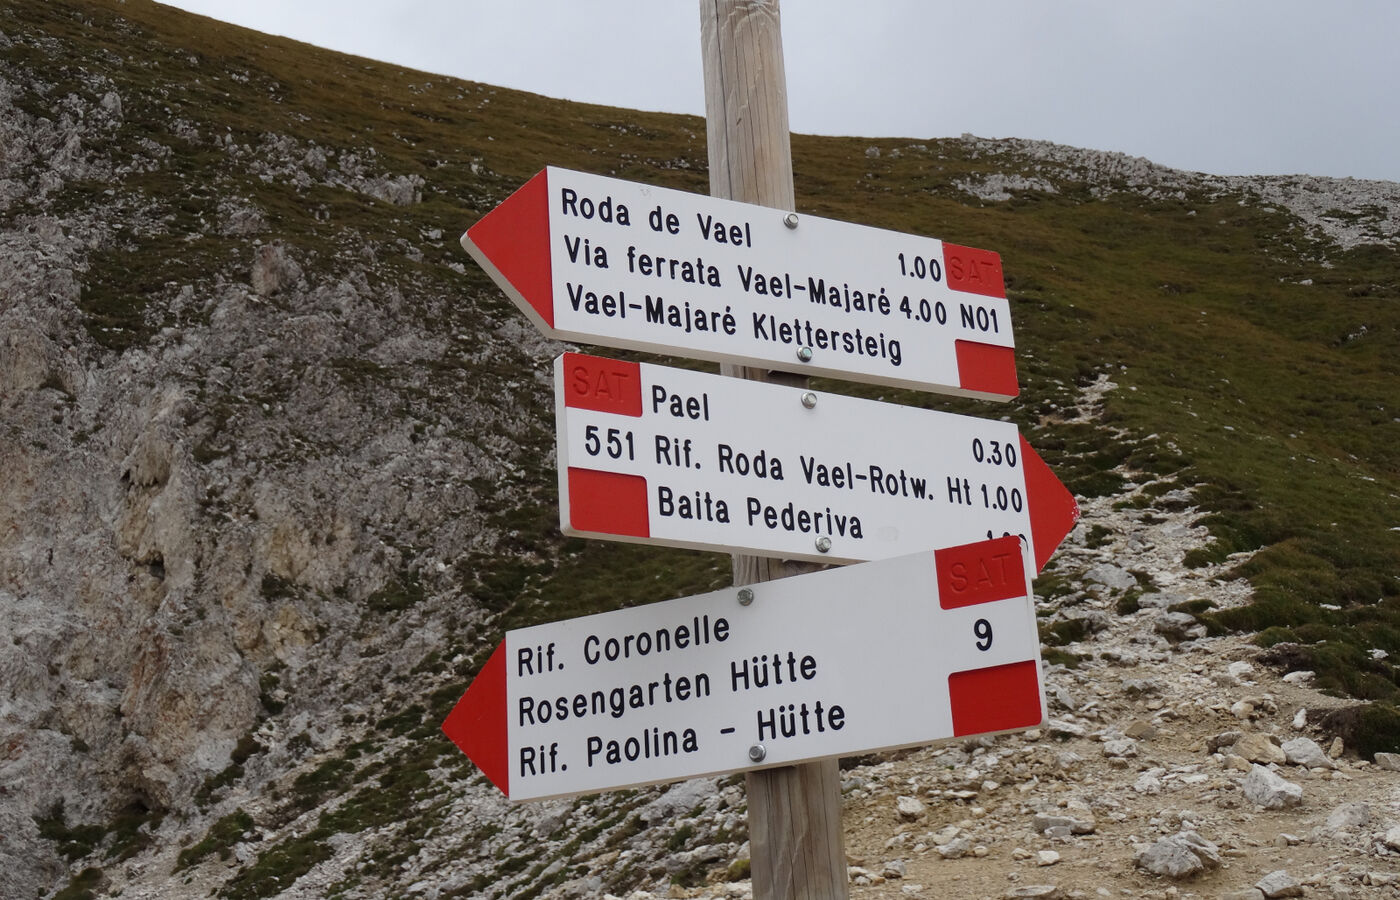 Roda de Vael 1.00 SAT
Via ferrata Vael-Majaré 4.00 N01
Vael-Majaré Klettersteig
SAT Pael 0.30
551 Rif. Roda Vael-Rotw. Ht 1.00
Baita Pederiva
Rif. Coronelle SAT
Rosengarten Hütte 9
Rif. Paolina - Hütte